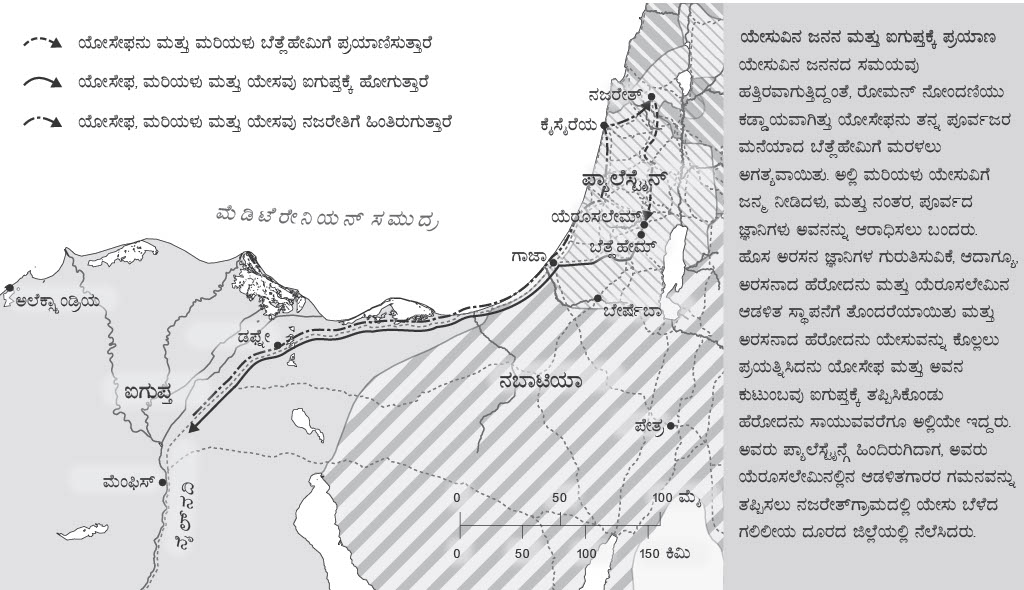 ಯೋಸೇಫನು ಮತ್ತು ಮರಿಯಳು ಬೆತ್ಲೆಹೇಮಿಗೆ ಪ್ರಯಾಣಿಸುತ್ತಾರೆ
ಯೋಸೇಫ, ಮರಿಯಳು ಮತ್ತು ಯೇಸವು ಐಗುಪ್ತಕ್ಕೆ ಹೋಗುತ್ತಾರೆ
ಯೋಸೇಫ, ಮರಿಯಳು ಮತ್ತು ಯೇಸವು ನಜರೇತಿಗೆ ಹಿಂತಿರುಗುತ್ತಾರೆ
ನಜರೇತ್
ಕೈಸೈರೆಯ
ಪ್ಯಾಲೆಸ್ಟೈನ್
ಮೆಡಿಟೆರೇನಿಯನ್ ಸಮುದ್ರ
ಯೆರೂಸಲೇಮ್
ಬೆತ್ಲೆಹೇಮ್
ಗಾಜಾ
ಅಲೆಕ್ಸಾಂಡ್ರಿಯ
ಬೇರ್ಷೆಬಾ
ಡಫ್ನೇ
ಐಗುಪ್ತ
ನಬಾಟಿಯಾ
ಪೇತ್ರ
ಮೆಂಫಿಸ್
ನೈಲ್ ನದಿ
0 50 100 ಮೈ
0 50 100 150 ಕಿಮಿ
ಯೇಸುವಿನ ಜನನ ಮತ್ತು ಐಗುಪ್ತಕ್ಕೆ ಪ್ರಯಾಣ
ಯೇಸುವಿನ ಜನನದ ಸಮಯವು
ಹತ್ತಿರವಾಗುತ್ತಿದ್ದಂತೆ, ರೋಮನ್ ನೋಂದಣಿಯು
ಕಡ್ಡಾಯವಾಗಿತ್ತು ಯೋಸೇಫನು ತನ್ನ ಪೂರ್ವಜರ
ಮನೆಯಾದ ಬೆತ್ಲೆಹೇಮಿಗೆ ಮರಳಲು
ಅಗತ್ಯವಾಯಿತು. ಅಲ್ಲಿ ಮರಿಯಳು ಯೇಸುವಿಗೆ
ಜನ್ಮ ನೀಡಿದಳು, ಮತ್ತು ನಂತರ, ಪೂರ್ವದ
ಜ್ಞಾನಿಗಳು ಅವನನ್ನು ಆರಾಧಿಸಲು ಬಂದರು.
ಹೊಸ ಅರಸನ ಜ್ಞಾನಿಗಳ ಗುರುತಿಸುವಿಕೆ, ಆದಾಗ್ಯೂ,
ಅರಸನಾದ ಹೆರೋದನು ಮತ್ತು ಯೆರೂಸಲೇಮಿನ
ಆಡಳಿತ ಸ್ಥಾಪನೆಗೆ ತೊಂದರೆಯಾಯಿತು ಮತ್ತು
ಅರಸನಾದ ಹೆರೋದನು ಯೇಸುವನ್ನು ಕೊಲ್ಲಲು
ಪ್ರಯತ್ನಿಸಿದನು ಯೋಸೇಫ ಮತ್ತು ಅವನ
ಕುಟುಂಬವು ಐಗುಪ್ತಕ್ಕೆ ತಪ್ಪಿಸಿಕೊಂಡು
ಹೆರೋದನು ಸಾಯುವವರೆಗೂ ಅಲ್ಲಿಯೇ ಇದ್ದರು.
ಅವರು ಪ್ಯಾಲೆಸ್ಟೈನ್ಗೆ ಹಿಂದಿರುಗಿದಾಗ, ಅವರು
ಯೆರೂಸಲೇಮಿನಲ್ಲಿನ ಆಡಳಿತಗಾರರ ಗಮನವನ್ನು
ತಪ್ಪಿಸಲು ನಜರೇತ್‌ಗ್ರಾಮದಲ್ಲಿ ಯೇಸು ಬೆಳೆದ
ಗಲಿಲೀಯ ದೂರದ ಜಿಲ್ಲೆಯಲ್ಲಿ ನೆಲೆಸಿದರು.